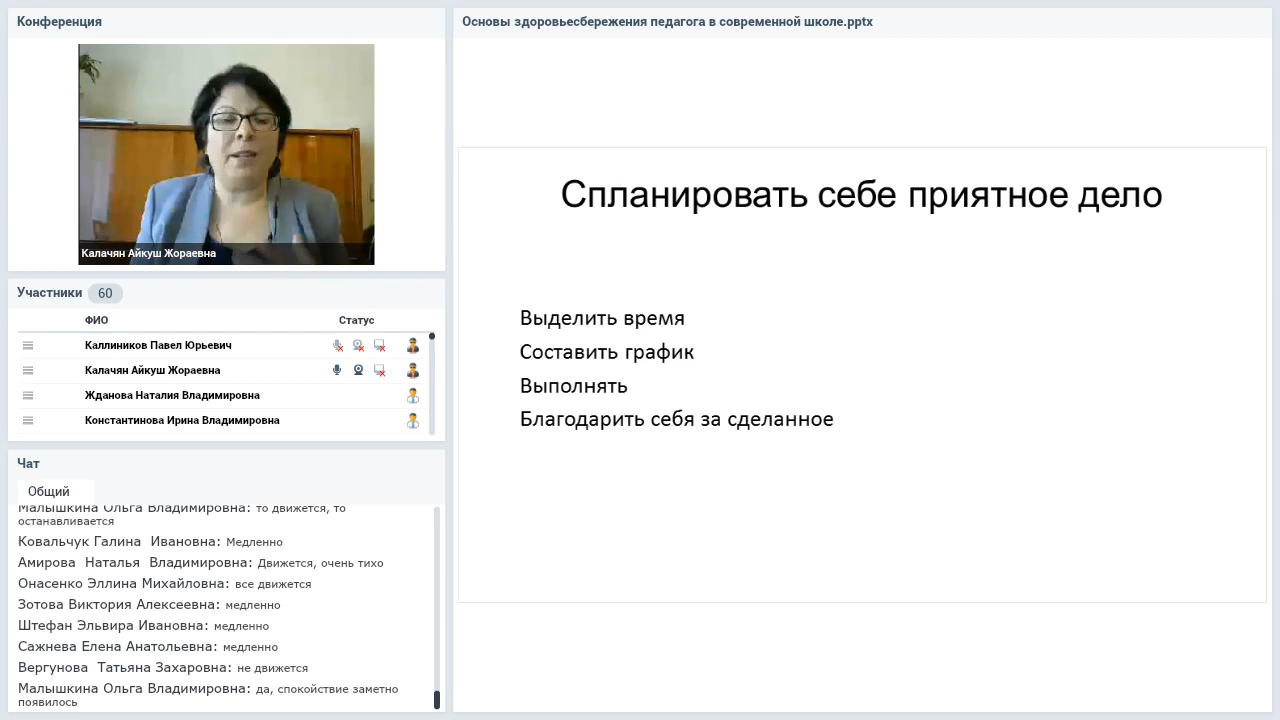 Конференция
Калачян Айкуш Жораевна
Участники 60
ФИО Статус
Каллиников Павел Юрьевич
Калачян Айкуш Жораевна
Жданова Наталия Владимировна
Константинова Ирина Владимировна
Чат
Общий
Малышкина Ольга Владимировна: то движется, то
останавливается
Ковальчук Галина Ивановна: Медленно
Амирова Наталья Владимировна: Движется, очень тихо
Онасенко Эллина Михайловна: все движется
Зотова Виктория Алексеевна: медленно
Штефан Эльвира Ивановна: медленно
Сажнева Елена Анатольевна: медленно
Вергунова Татьяна Захаровна: не движется
Малышкина Ольга Владимировна: да, спокойствие заметно
появилось
Основы здоровьесбережения педагога в современной школе.pptx
Спланировать себе приятное дело
Выделить время
Составить график
Выполнять
Благодарить себя за сделанное